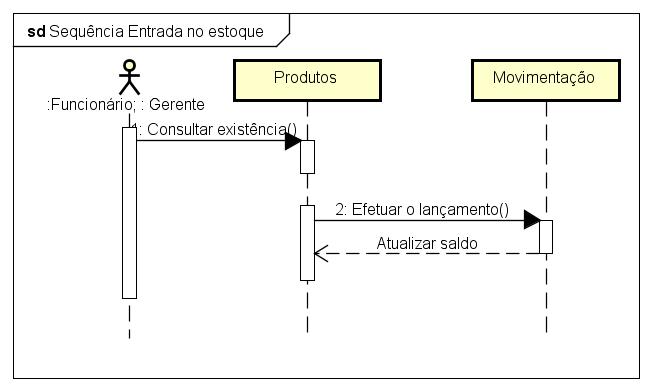 sd Sequência Entrada no estoque
:Funcionário; : Gerente
Produtos
Movimentação
1: Consultar existência()
2: Efetuar o lançamento()
Atualizar saldo